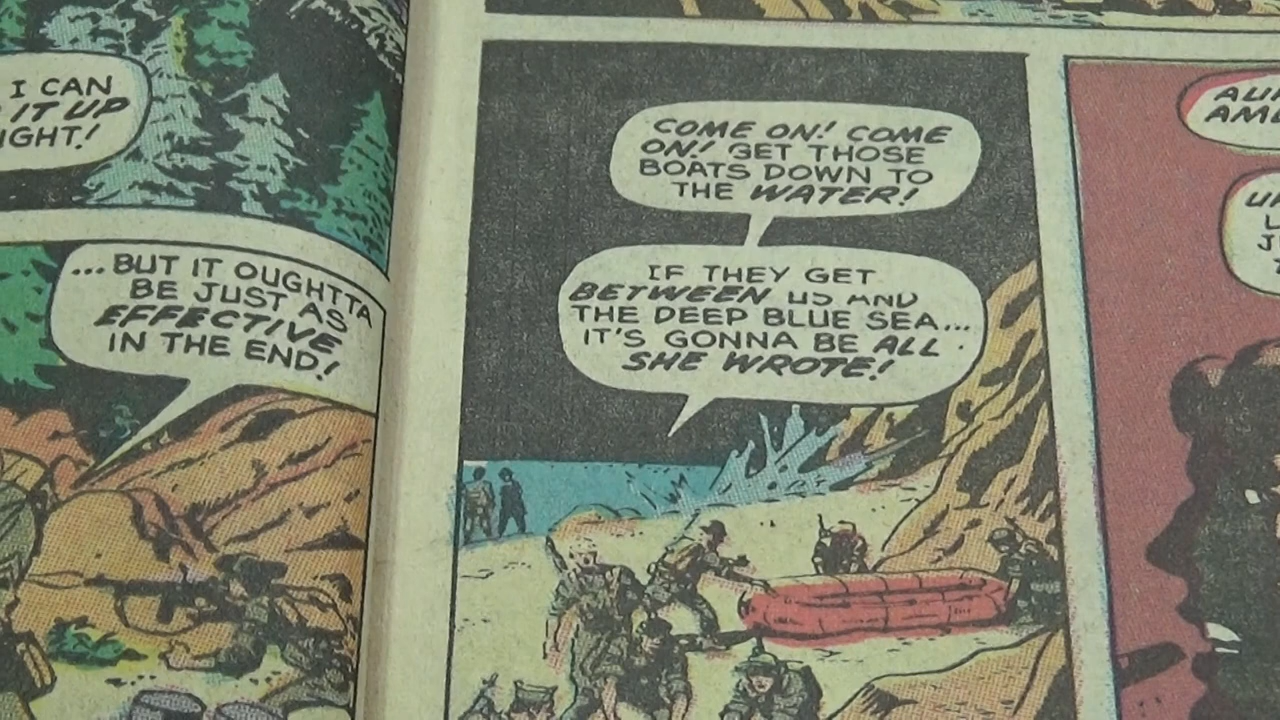 I CAN
IT UP
...BUT IT OUGHTTA
BE JUST AS
EFFECTIVE
IN THE END!
COME ON! COME
ON! GET THOSE
BOATS DOWN TO
THE WATER!
IF THEY GET
BETWEEN US AND
THE DEEP BLUE SEA...
IT'S GONNA BE ALL
SHE WROTE!